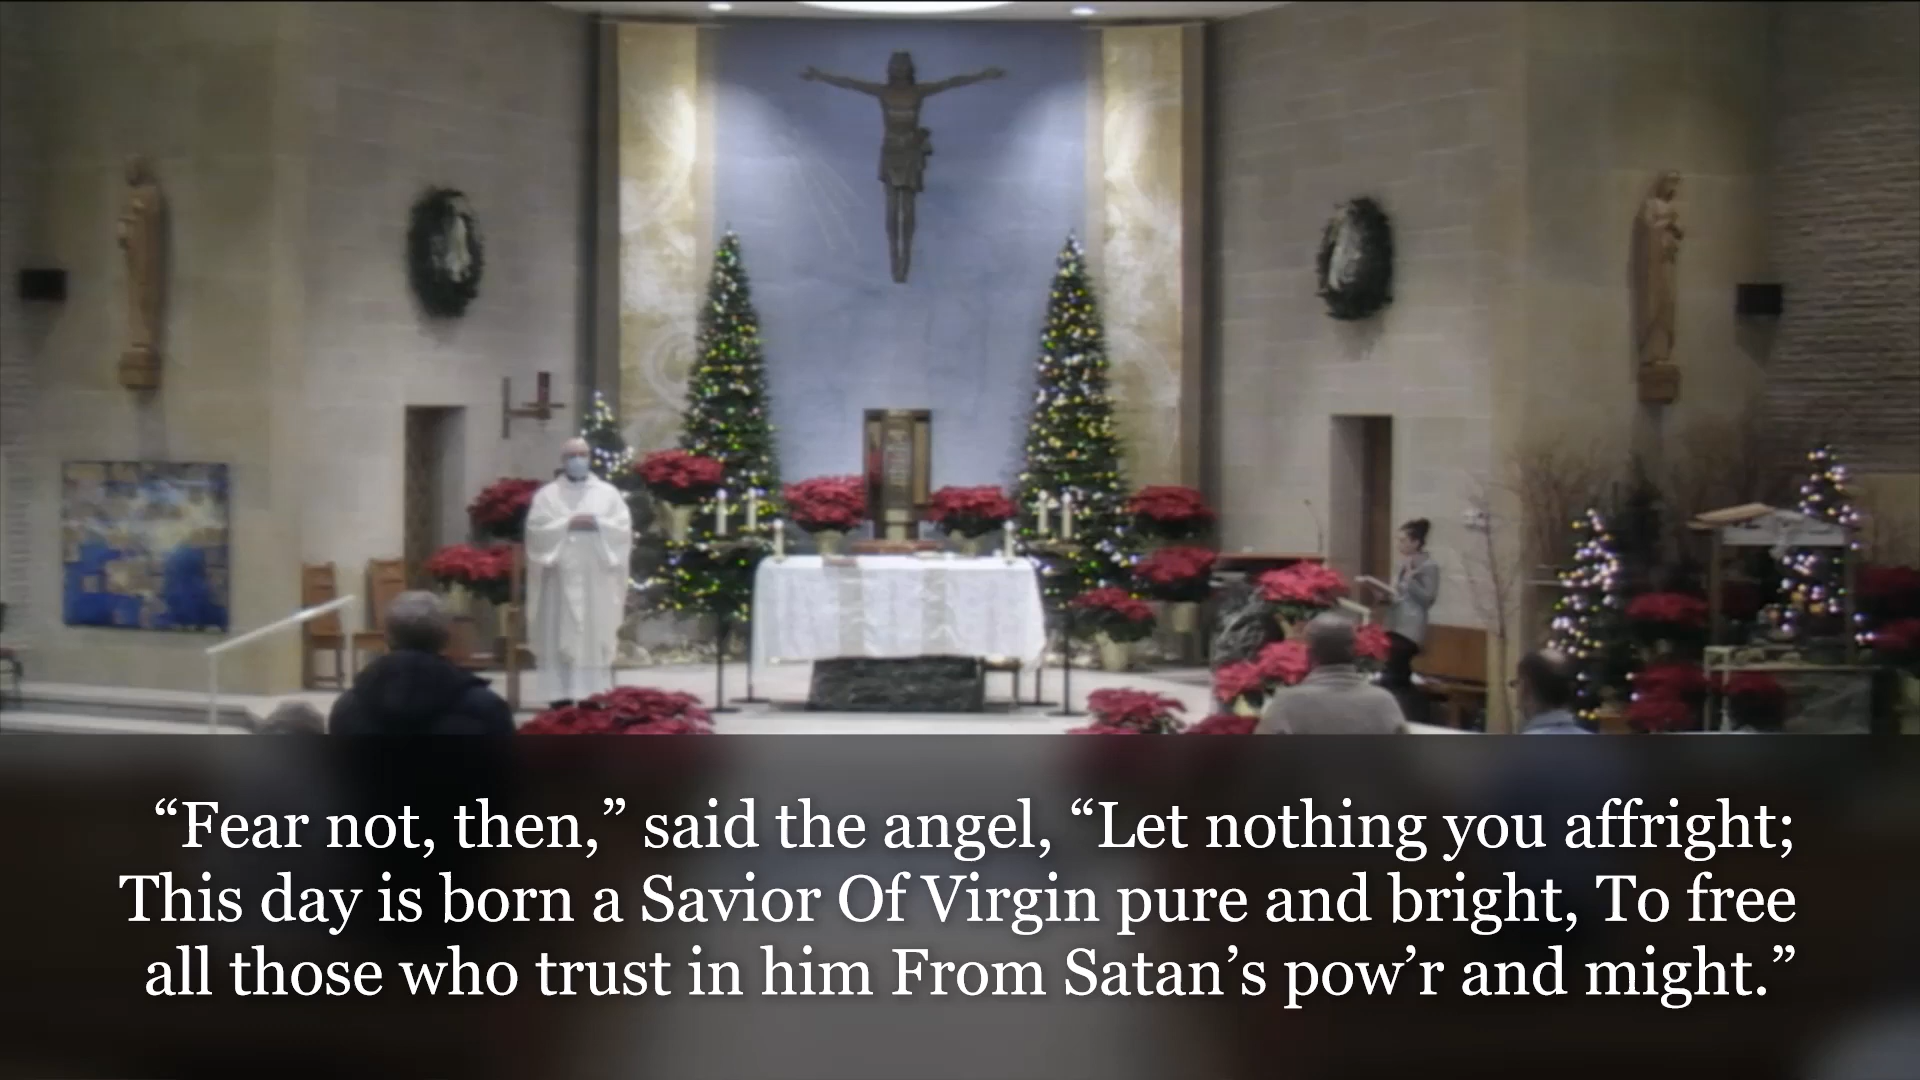 “Fear not, then,” said the angel, “Let nothing you affright;
This day is born a Savior Of Virgin pure and bright, To free
all those who trust in him From Satan’s pow’r and might.”